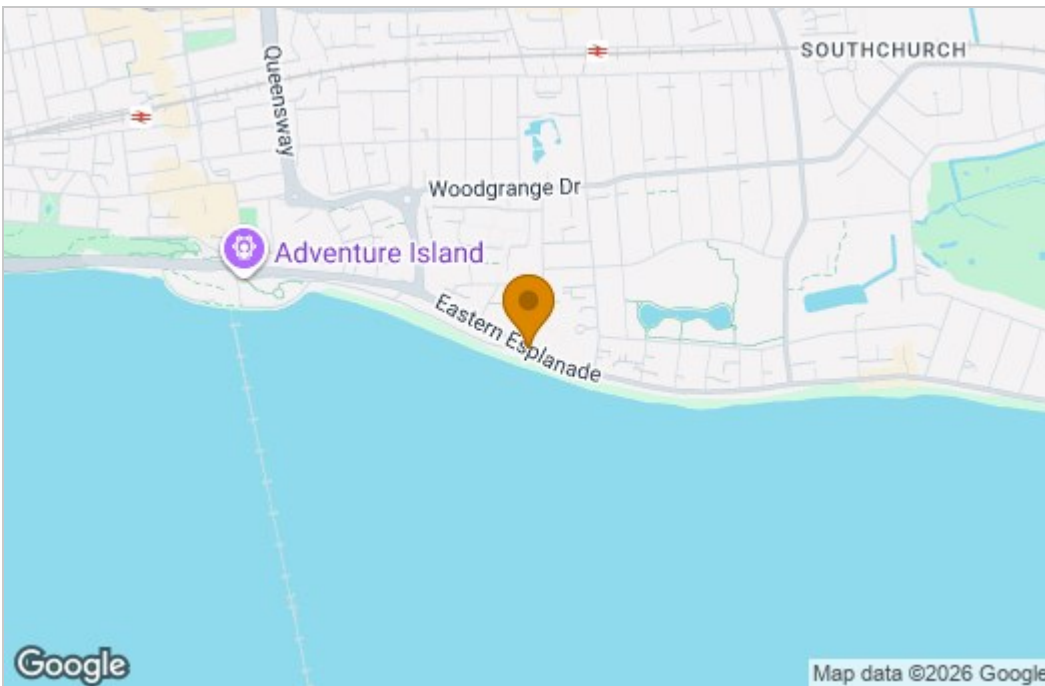 SOUTHCHURCH
Queensway
Woodgrange Dr
Adventure Island
Eastern Esplanade
Google
Map data ©2026 Google